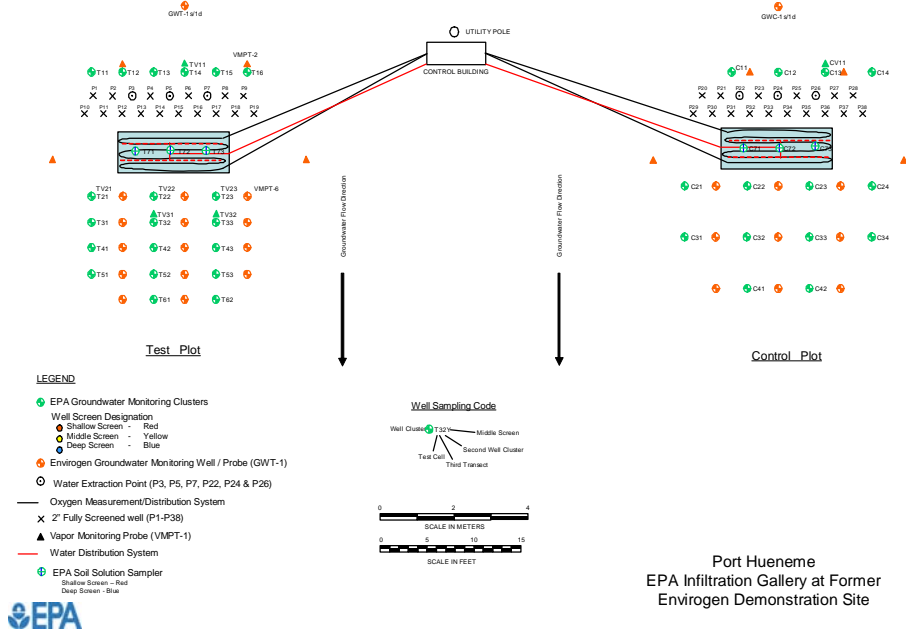 GWT-1s/1d
GWC-1s/1d
UTILITY POLE
CONTROL BUILDING
VMPT-2
TV11
T11 T12 T13 T14 T15 T16
P1 P2 P3 P4 P5 P6 P7 P8 P9
P10 P11 P12 P13 P14 P15 P16 P17 P18 P19
T71 T72 T73
TV21 TV22 TV23 VMPT-6
T21 T22 T23
TV31 TV32
T31 T32 T33
T41 T42 T43
T51 T52 T53
T61 T62
Test Plot
Groundwater Flow Direction
Groundwater Flow Direction
CV11
C11 C12 C13 C14
P20 P21 P22 P23 P24 P25 P26 P27 P28
P29 P30 P31 P32 P33 P34 P35 P36 P37 P38
C71 C72
C21 C22 C23 C24
C31 C32 C33 C34
C41 C42
Control Plot
LEGEND
EPA Groundwater Monitoring Clusters
Well Screen Designation
Shallow Screen - Red
Middle Screen - Yellow
Deep Screen - Blue
Envirogen Groundwater Monitoring Well / Probe (GWT-1)
Water Extraction Point (P3, P5, P7, P22, P24 & P26)
Oxygen Measurement/Distribution System
2" Fully Screened well (P1-P38)
Vapor Monitoring Probe (VMPT-1)
Water Distribution System
EPA Soil Solution Sampler
Shallow Screen – Red
Deep Screen - Blue
EPA
Well Sampling Code
Well Cluster T32Y Middle Screen
Second Well Cluster
Test Cell
Third Transect
0 2 4
SCALE IN METERS
0 5 10 15
SCALE IN FEET
Port Hueneme
EPA Infiltration Gallery at Former
Envirogen Demonstration Site